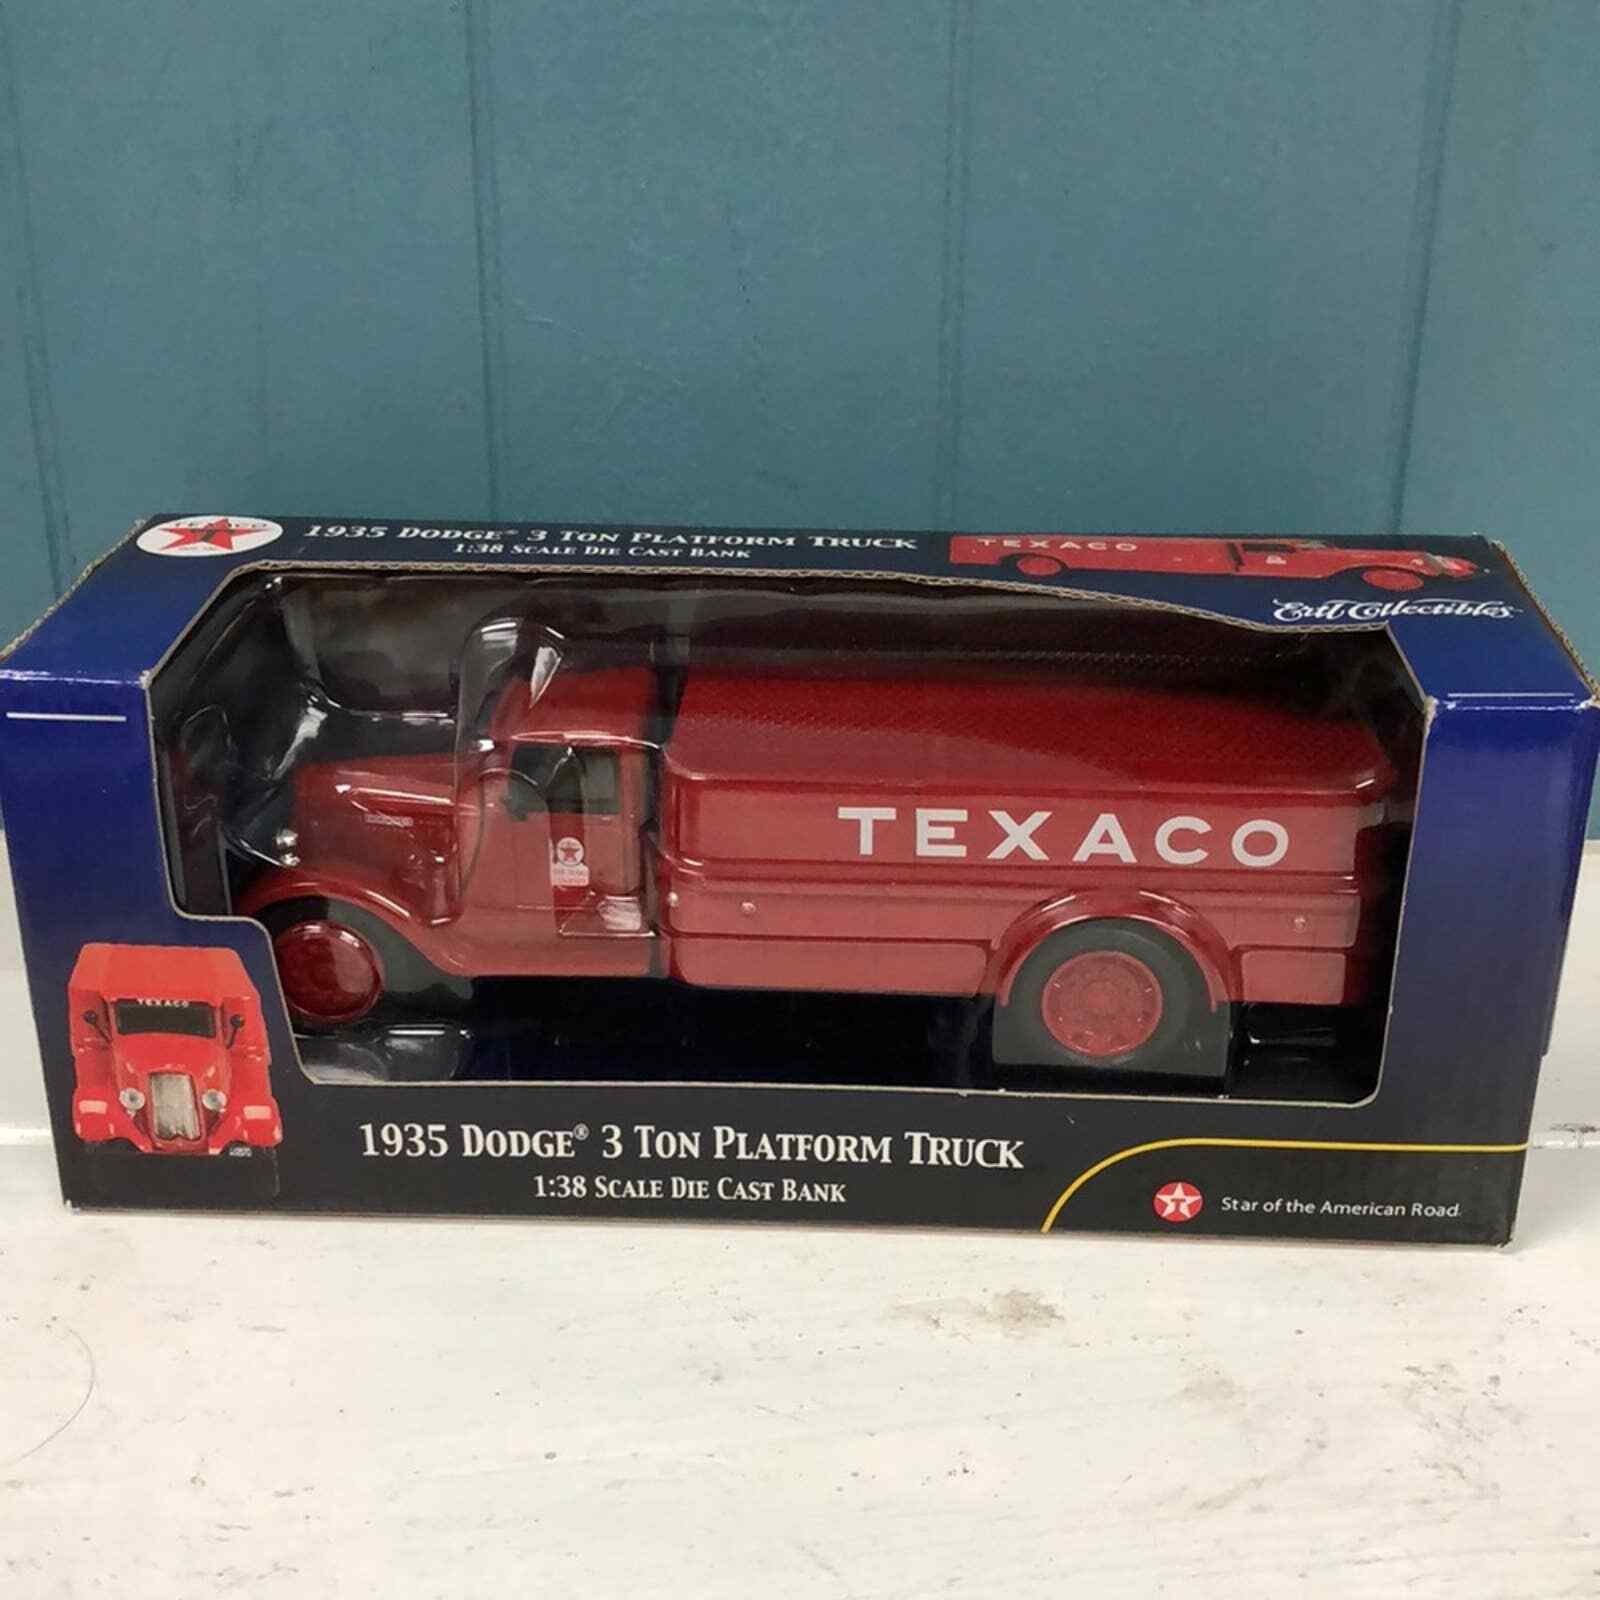 TEXACO
1935 DODGE® 3 TON PLATFORM TRUCK
1:38 SCALE DIE CAST BANK
TEXACO
Ertl Collectibles
TEXACO
TEXACO
1935 DODGE® 3 TON PLATFORM TRUCK
1:38 SCALE DIE CAST BANK
T
Star of the American Road